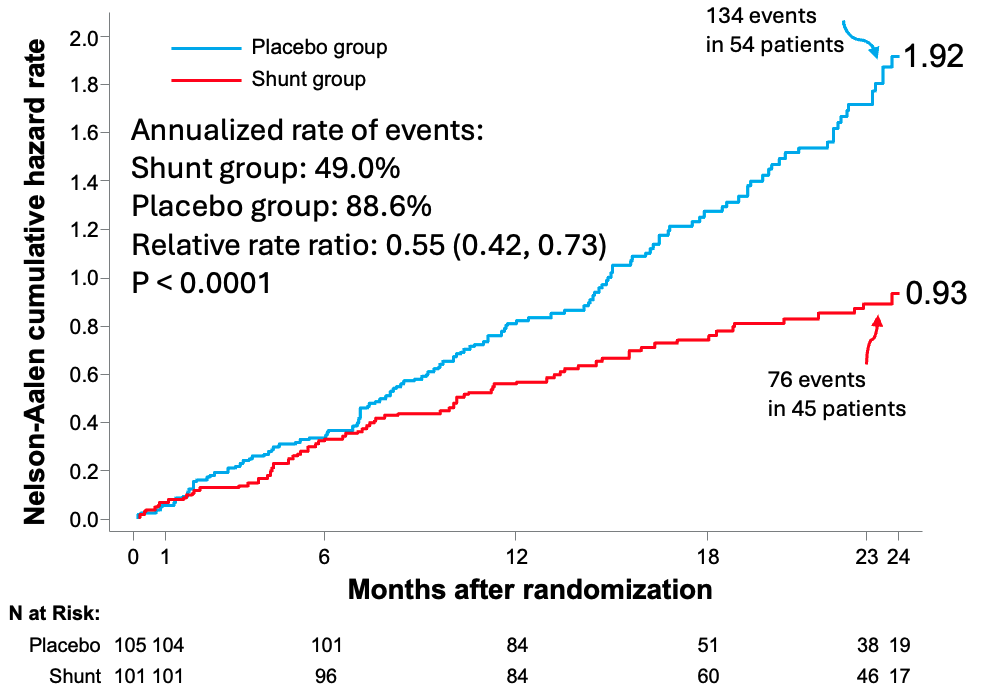 134 events
in 54 patients
1.92
Placebo group
Shunt group
Annualized rate of events:
Shunt group: 49.0%
Placebo group: 88.6%
Relative rate ratio: 0.55 (0.42, 0.73)
P < 0.0001
0.93
76 events
in 45 patients
Nelson-Aalen cumulative hazard rate
2.0
1.8
1.6
1.4
1.2
1.0
0.8
0.6
0.4
0.2
0.0
0 1 6 12 18 23 24
Months after randomization
N at Risk:
Placebo 105 104 101 84 51 38 19
Shunt 101 101 96 84 60 46 17